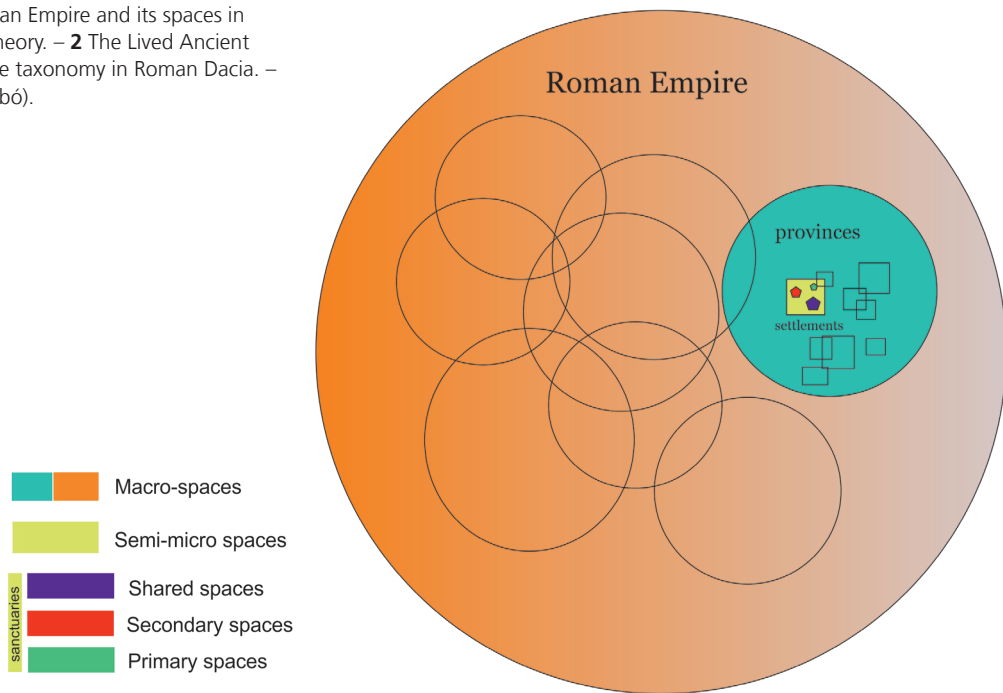 an Empire and its spaces in
heory. – 2 The Lived Ancient
e taxonomy in Roman Dacia. –
bó).
Roman Empire
provinces
settlements
Macro-spaces
Semi-micro spaces
sanctuaries
Shared spaces
Secondary spaces
Primary spaces